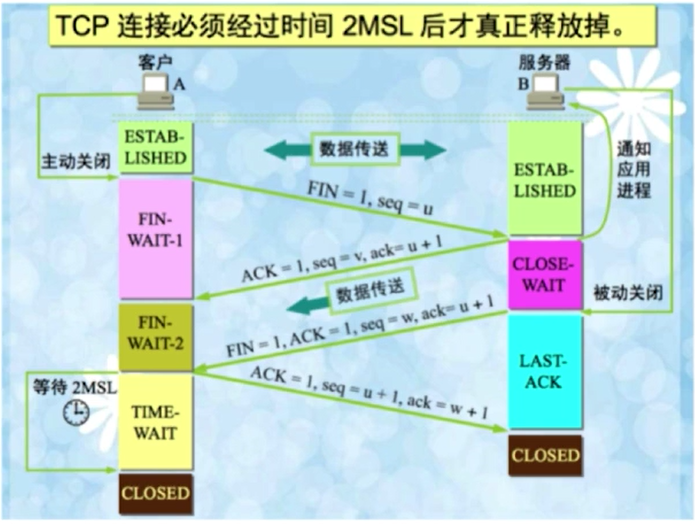 TCP 连接必须经过时间 2MSL 后才真正释放掉。
客户
服务器
A
B
ESTAB-
LISHED
数据传送
主动关闭
通知
应用
进程
ESTAB-
LISHED
FIN = 1, seq = u
FIN-
WAIT-1
ACK = 1, seq = v, ack= u + 1
CLOSE-
WAIT
数据传送
被动关闭
FIN-
WAIT-2
FIN = 1, ACK = 1, seq = w, ack= u + 1
LAST-
ACK
ACK = 1, seq = u + 1, ack = w + 1
等待 2MSL
TIME-
WAIT
CLOSED
CLOSED